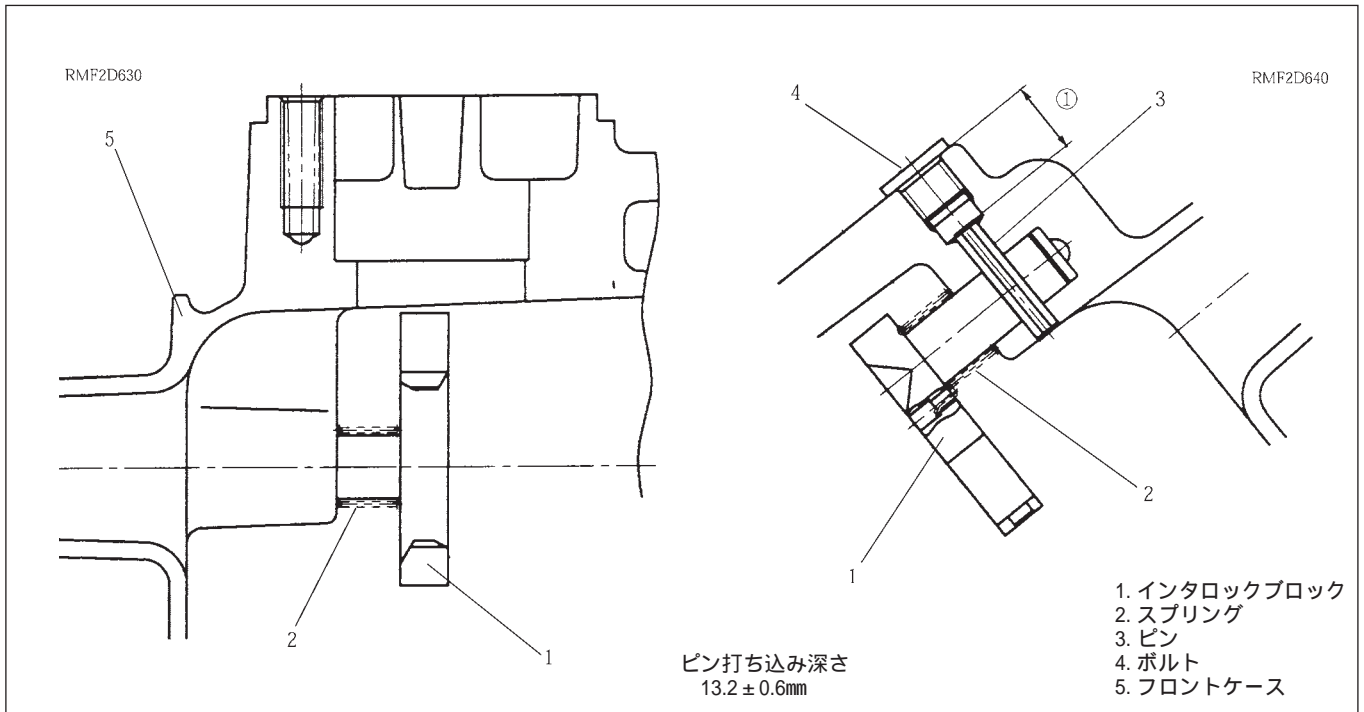 RMF2D630
RMF2D640
5
4
①
3
2
1
1
2
ピン打ち込み深さ
13.2±0.6㎜
1. インタロックブロック
2. スプリング
3. ピン
4. ボルト
5. フロントケース